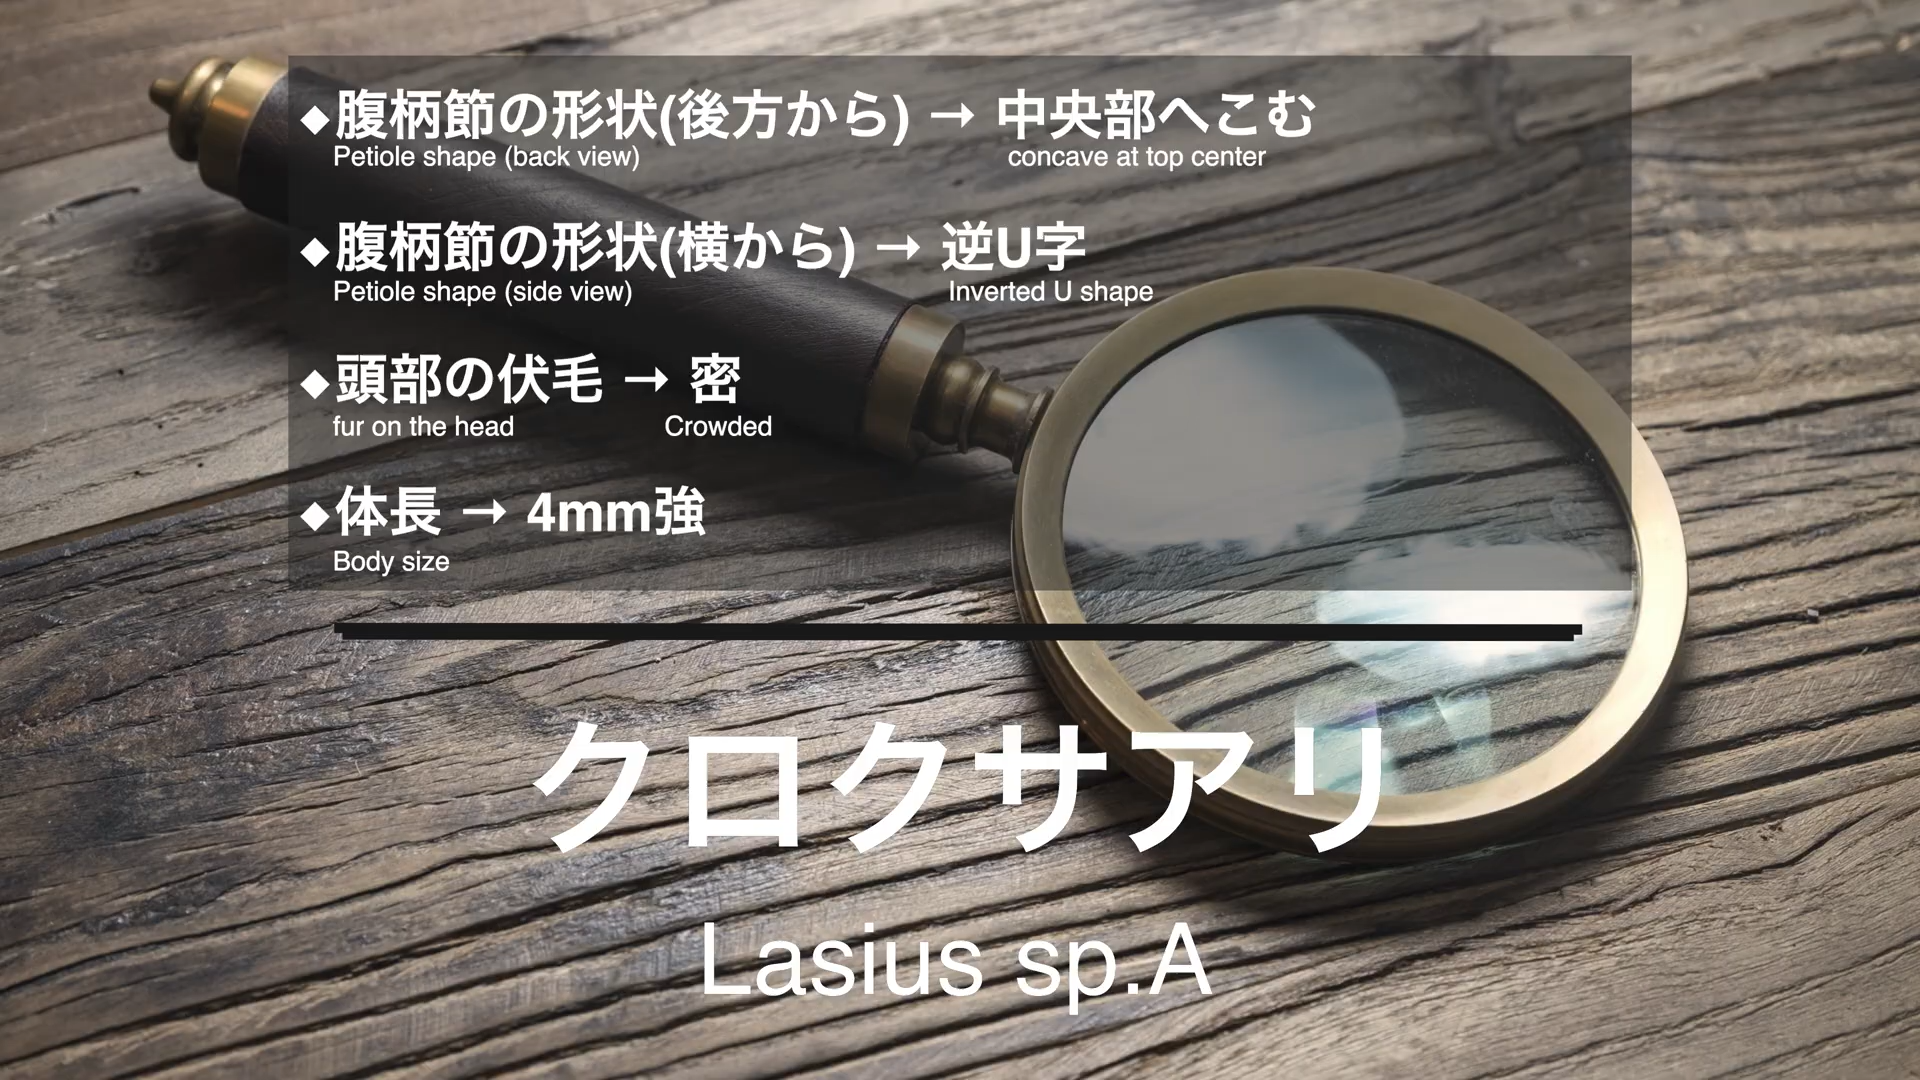 ◆腹柄節の形状(後方から) → 中央部へこむ
Petiole shape (back view) concave at top center
◆腹柄節の形状(横から) → 逆U字
Petiole shape (side view) Inverted U shape
◆頭部の伏毛 → 密
fur on the head Crowded
◆体長 → 4mm強
Body size
クロクサアリ
Lasius sp.A